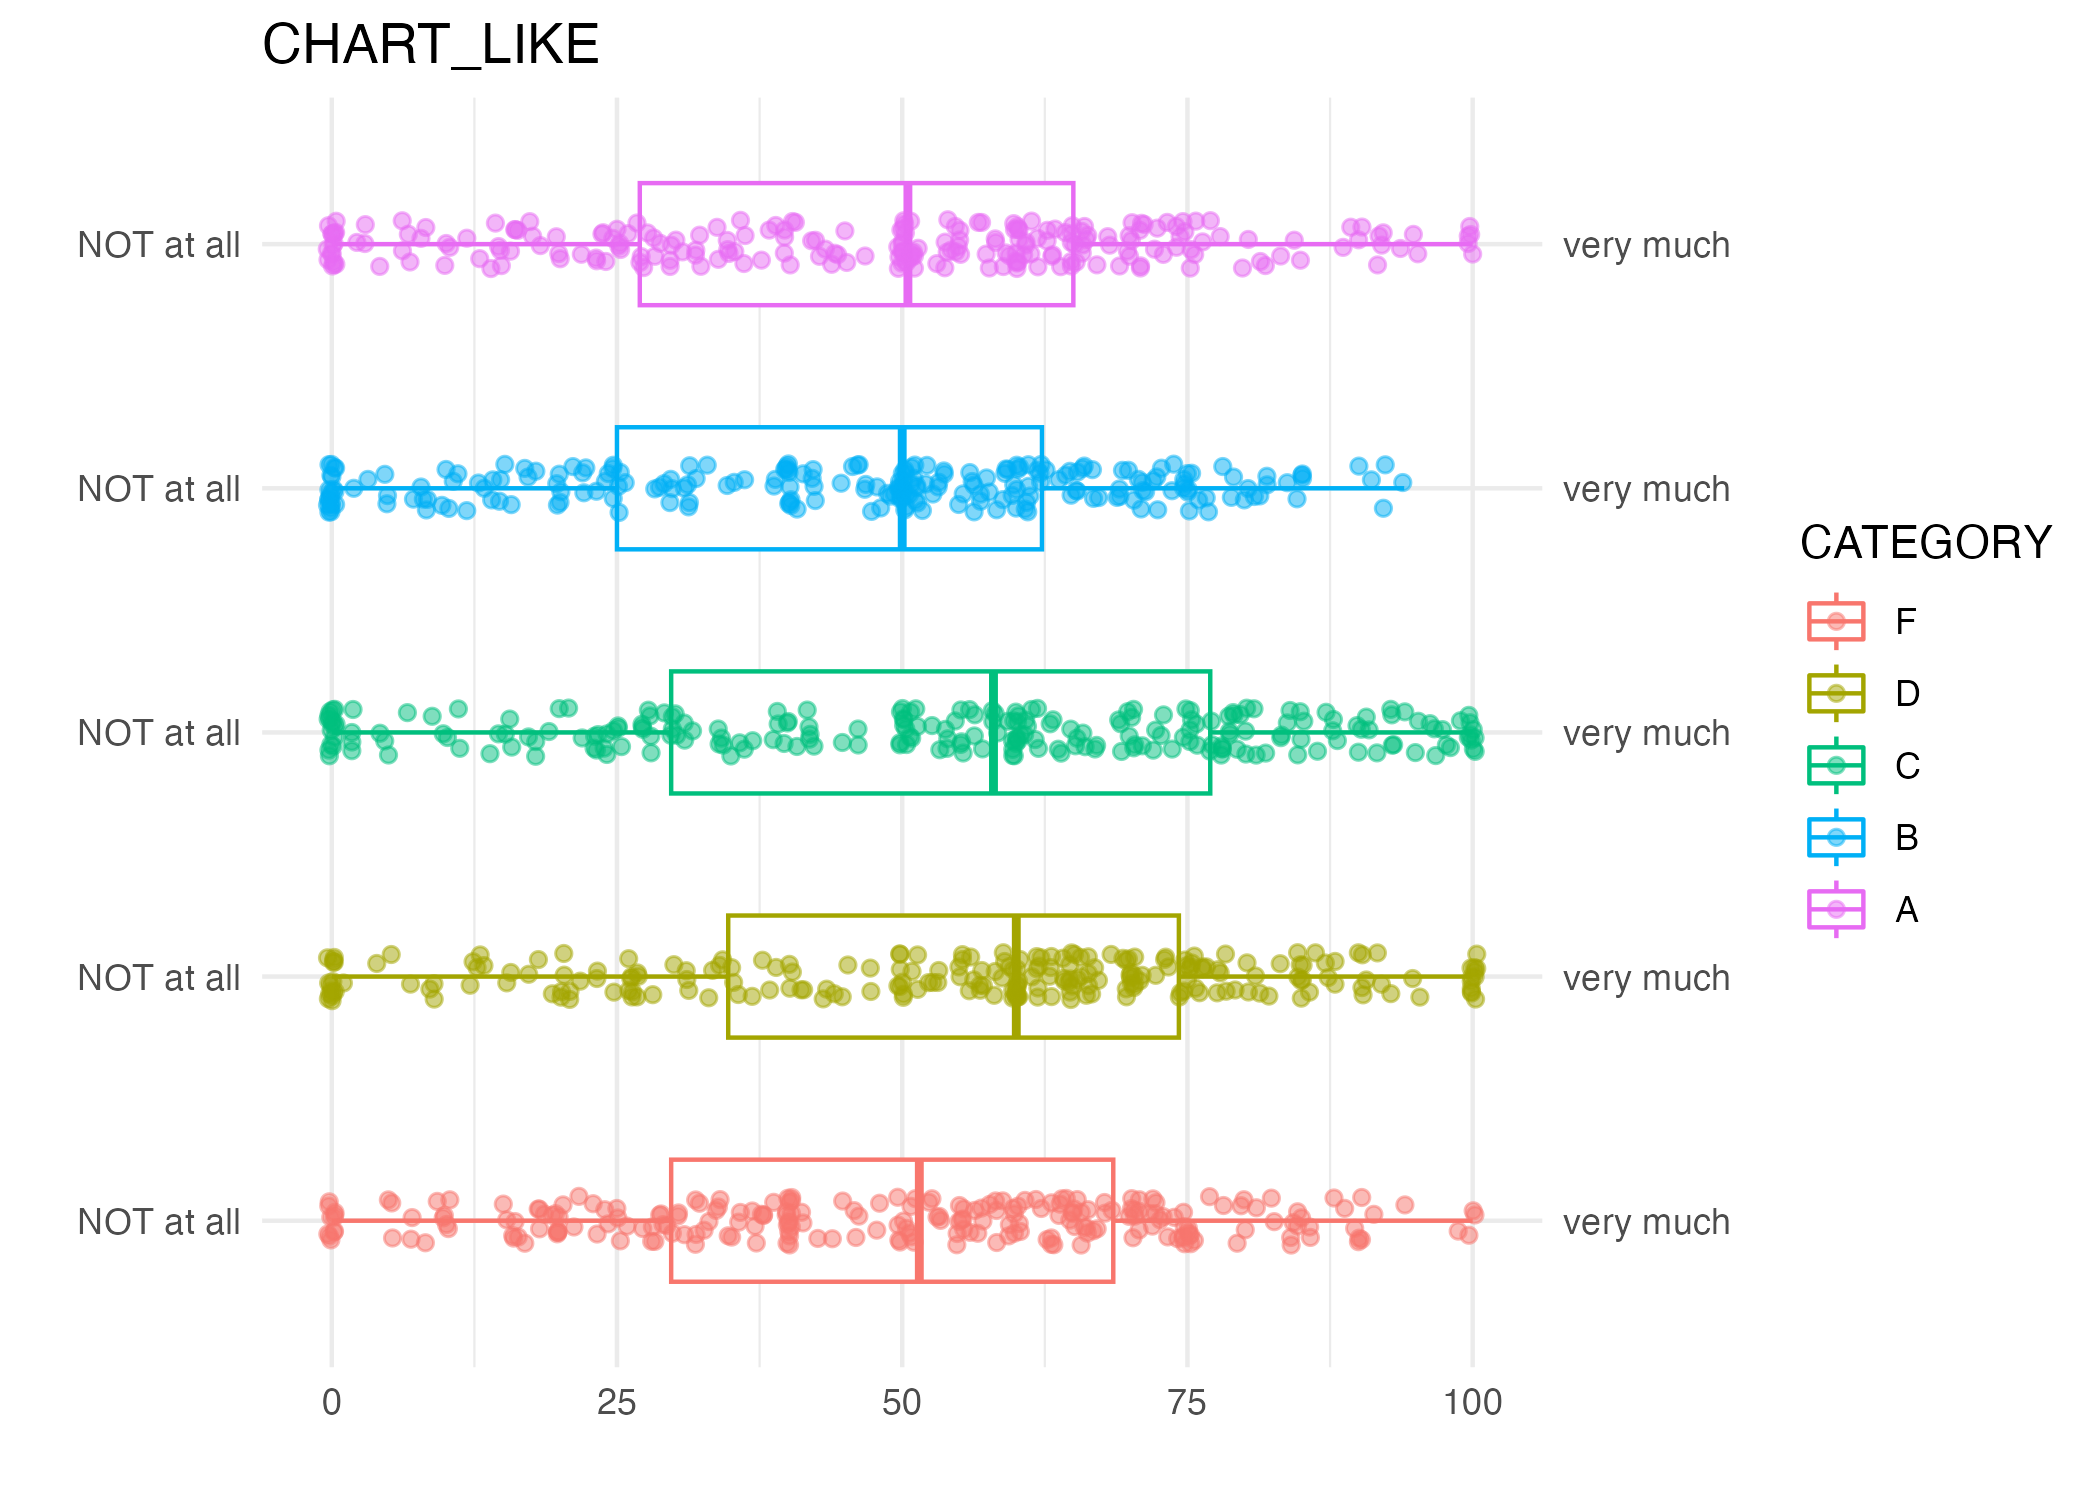 CHART_LIKE
NOT at all very much
NOT at all very much
NOT at all very much
NOT at all very much
NOT at all very much
0 25 50 75 100
CATEGORY
F
D
C
B
A